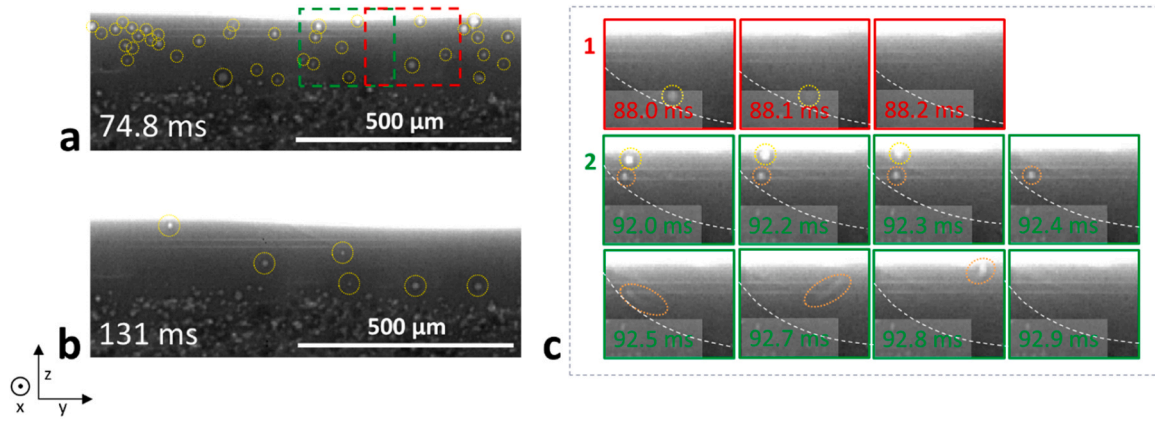 a
74.8 ms
500 μm
b
131 ms
500 μm
z
x
y
c
1
88.0 ms
88.1 ms
88.2 ms
2
92.0 ms
92.2 ms
92.3 ms
92.4 ms
92.5 ms
92.7 ms
92.8 ms
92.9 ms